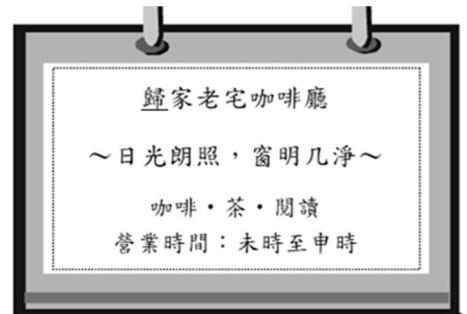 歸家老宅咖啡廳
～日光朗照，窗明几淨～
咖啡・茶・閱讀
營業時間：未時至申時